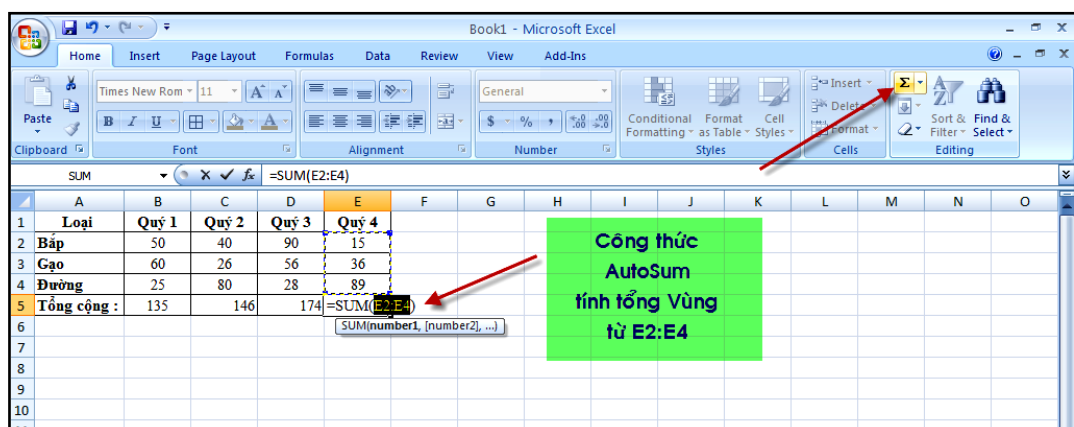 Book1 - Microsoft Excel
Home Insert Page Layout Formulas Data Review View Add-Ins
Times New Rom 11 A A General Insert Σ
Paste Delete
B I U A $ % , .0 .00 .00 .0 Conditional Format Cell Format Sort & Find &
Formatting as Table Styles Filter Select
Clipboard Font Alignment Number Styles Cells Editing
SUM fx =SUM(E2:E4)
A B C D E F G H I J K L M N O
1 Loại Quý 1 Quý 2 Quý 3 Quý 4
2 Bắp 50 40 90 15
3 Gạo 60 26 56 36
4 Đường 25 80 28 89
5 Tổng cộng : 135 146 174 =SUM(E2:E4)
SUM(number1, [number2], ...)
6
7
8
9
10
Công thức
AutoSum
tính tổng Vùng
từ E2:E4